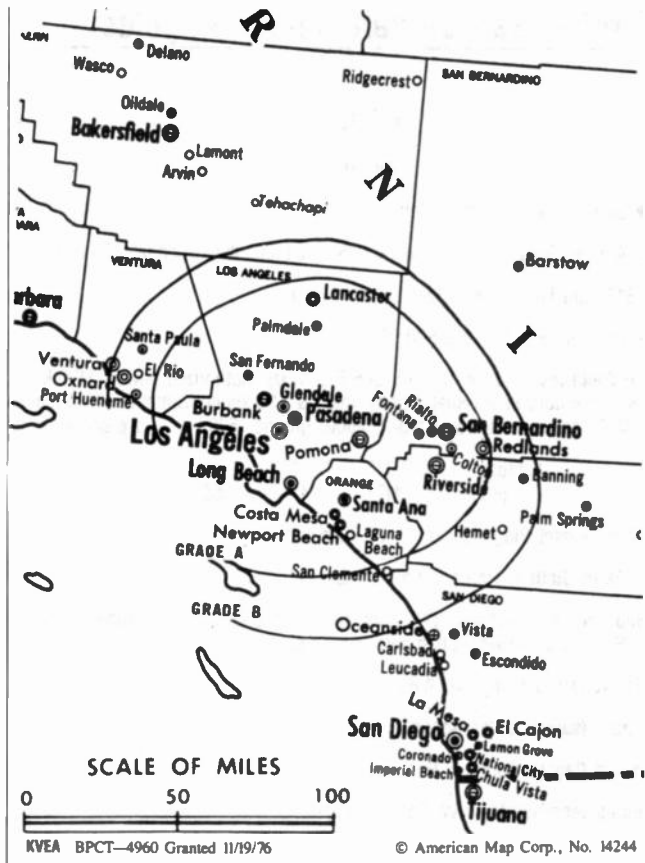 R
Delano
Wasco
Ridgecrest
SAN BERNARDINO
Oildale
Bakersfield
Lamont
Arvin
N
Tehachapi
VENTURA
LOS ANGELES
Barstow
Lancaster
I
Palmdale
Santa Paula
San Fernando
Ventura
El Rio
Oxnard
Port Hueneme
Glendale
Burbank
Pasadena
Fontana
Rialto
San Bernardino
Los Angeles
Pomona
Redlands
Colton
Long Beach
ORANGE
Riverside
Banning
Santa Ana
Costa Mesa
Palm Springs
Newport Beach
Laguna
Beach
Hemet
GRADE A
San Clemente
SAN DIEGO
GRADE B
Oceanside
Vista
Carlsbad
Leucadia
Escondido
La Mesa
El Cajon
San Diego
Lemon Grove
Coronado
National City
Imperial Beach
Chula Vista
Tijuana
SCALE OF MILES
0 50 100
KVEA BPCT—4960 Granted 11/19/76
© American Map Corp., No. 14244